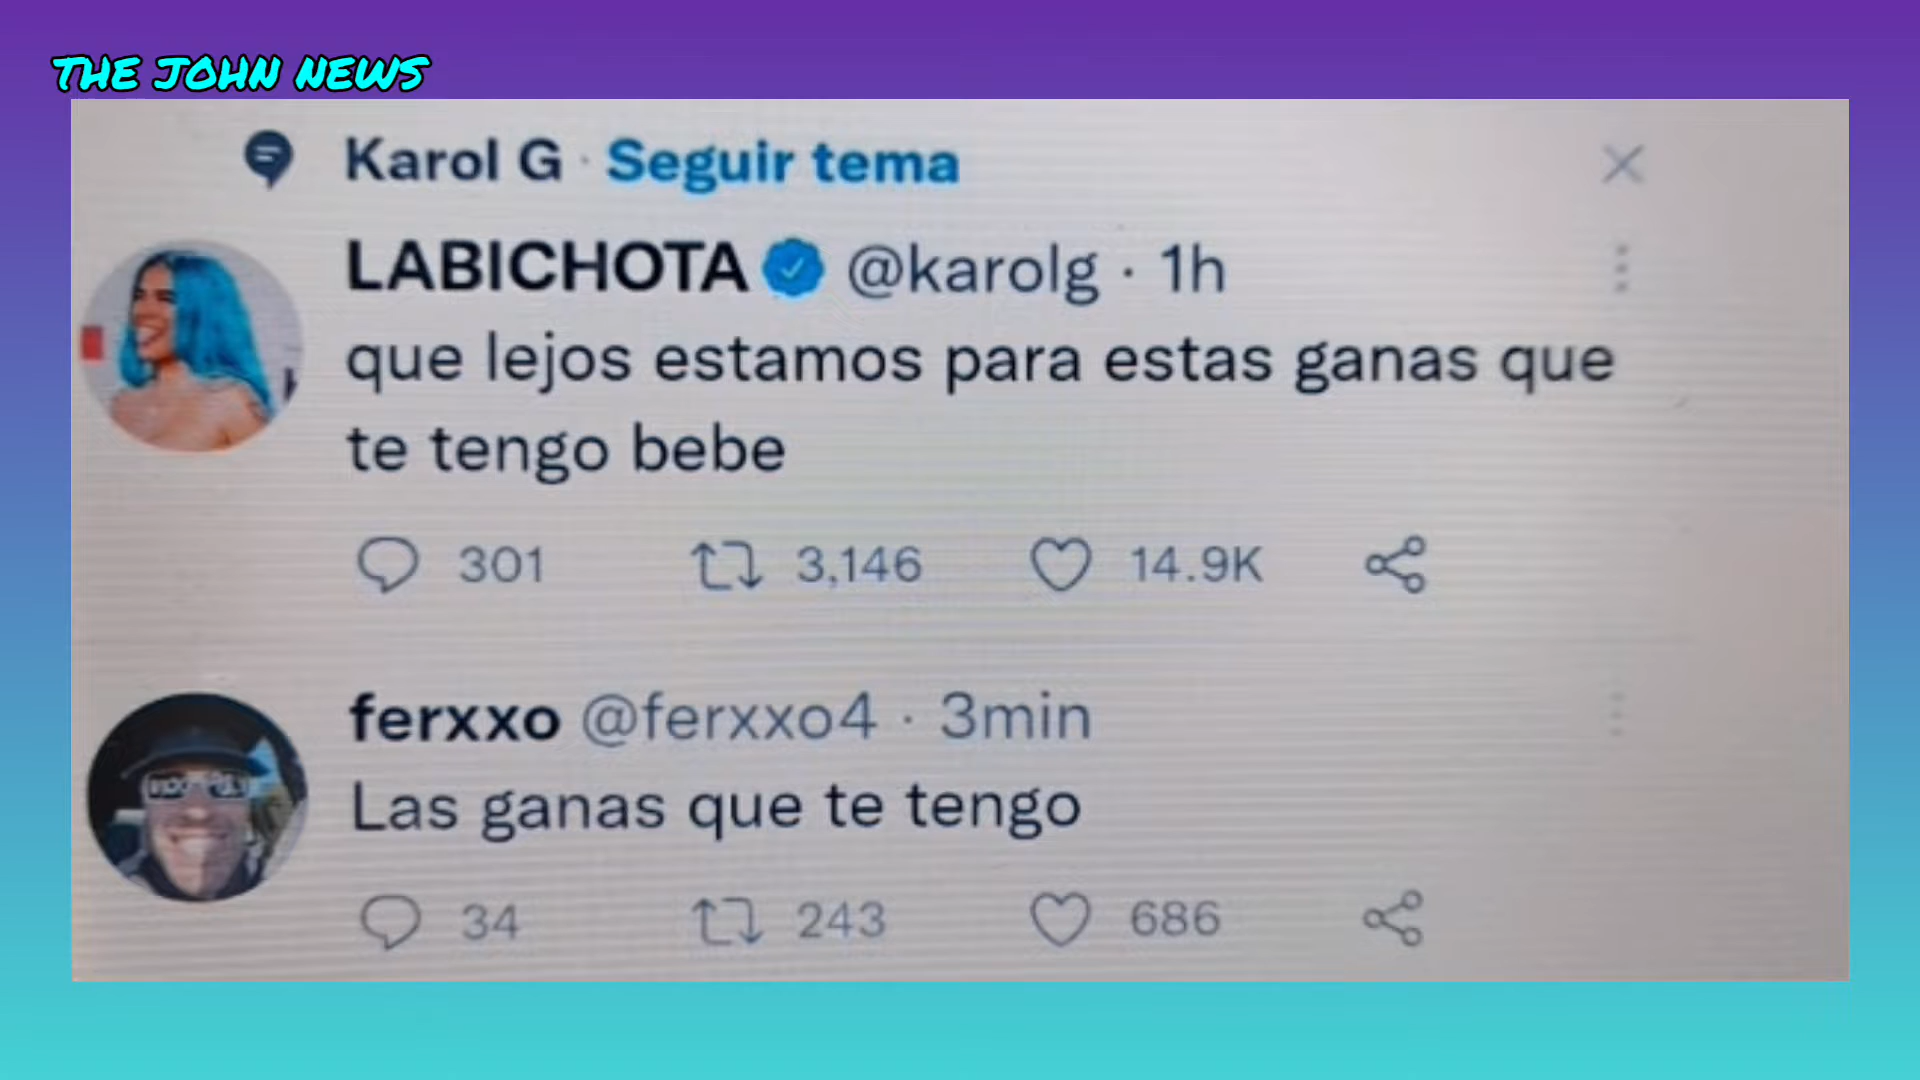 THE JOHN NEWS
Karol G · Seguir tema
LABICHOTA @karolg · 1h
que lejos estamos para estas ganas que
te tengo bebe
301 3,146 14.9K
ferxxo @ferxxo4 · 3min
Las ganas que te tengo
34 243 686